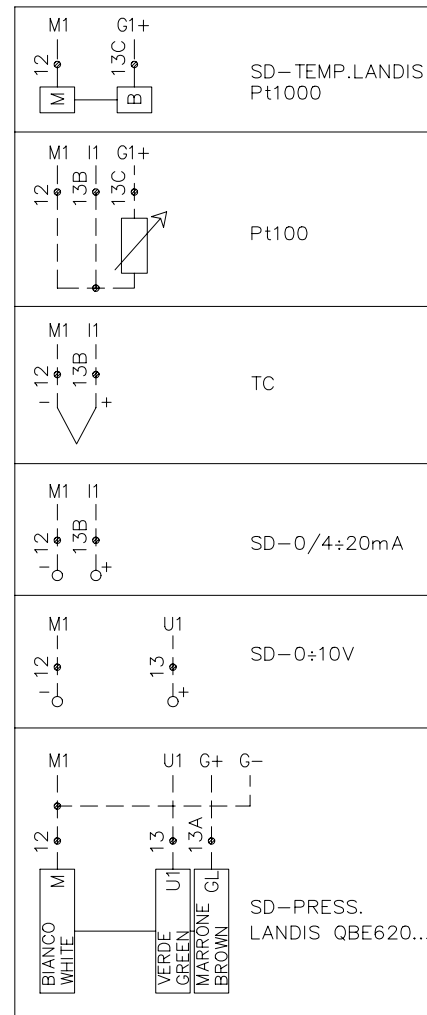 M1 G1+
12 13C
M B
SD-TEMP.LANDIS
Pt1000
M1 I1 G1+
12 13B 13C
Pt100
M1 I1
12 13B
- +
TC
M1 I1
12 13B
- +
SD-0/4÷20mA
M1 U1
12 13
- +
SD-0÷10V
M1 U1 G+ G-
12 13 13A
M U1 GL
BIANCO
WHITE
VERDE
GREEN
MARRONE
BROWN
SD-PRESS.
LANDIS QBE620...